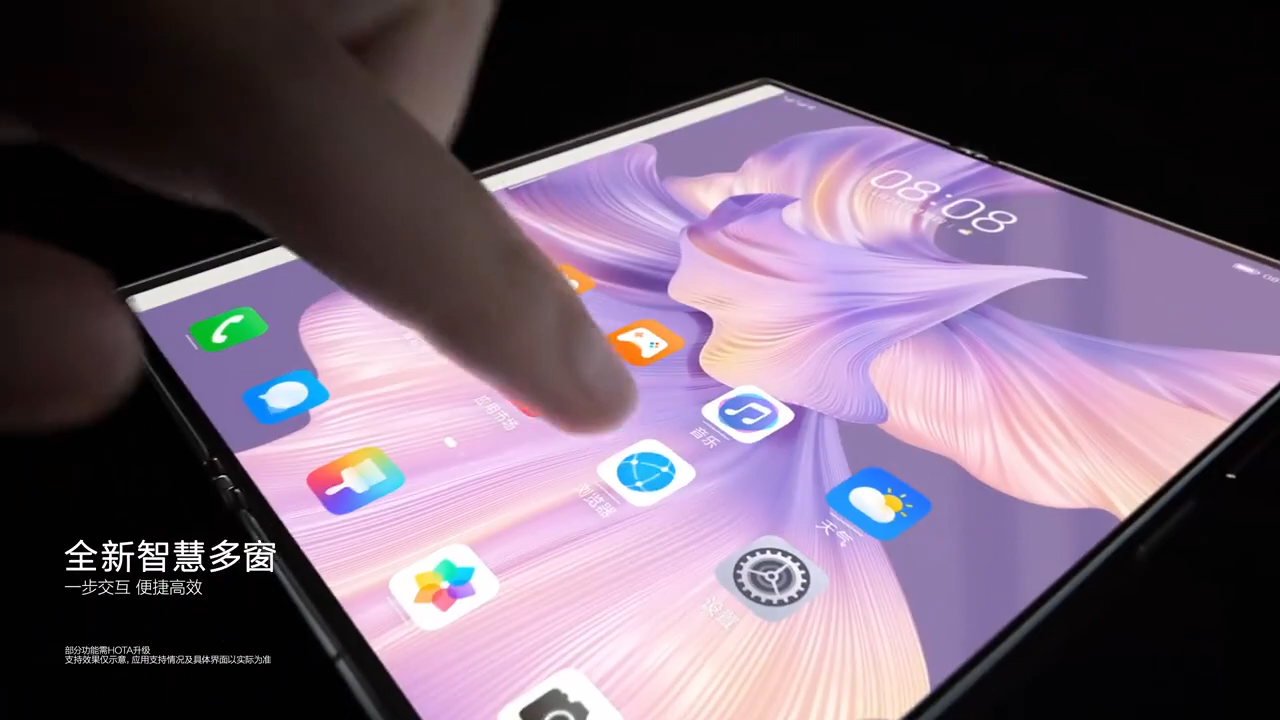 08:08
应用市场
音乐
浏览器
天气
设置
全新智慧多窗
一步交互 便捷高效
部分功能需HOTA升级
支持效果仅示意, 应用支持情况及具体界面以实际为准